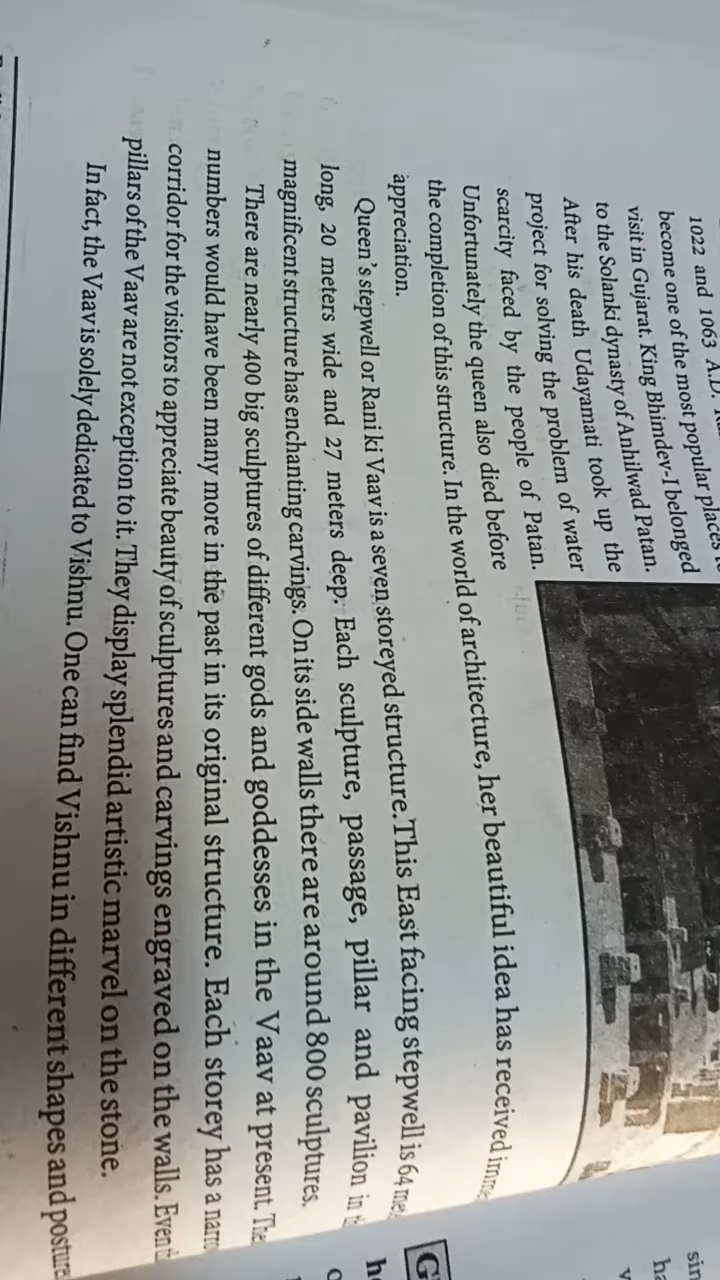 1022 and 1063 A.D.
become one of the most popular places
visit in Gujarat. King Bhimdev-I belonged
to the Solanki dynasty of Anhilwad Patan.
After his death Udayamati took up the
project for solving the problem of water
scarcity faced by the people of Patan.
Unfortunately the queen also died before
the completion of this structure. In the world of architecture, her beautiful idea has received
appreciation.
Queen's stepwell or Rani ki Vaav is a seven storeyed structure. This East facing stepwell is 64
long, 20 meters wide and 27 meters deep. Each sculpture, passage, pillar and pavilion in
magnificent structure has enchanting carvings. On its side walls there are around 800 sculptures.
There are nearly 400 big sculptures of different gods and goddesses in the Vaav at present. The
numbers would have been many more in the past in its original structure. Each storey has a
corridor for the visitors to appreciate beauty of sculptures and carvings engraved on the walls. Even
pillars of the Vaav are not exception to it. They display splendid artistic marvel on the stone.
In fact, the Vaav is solely dedicated to Vishnu. One can find Vishnu in different shapes and